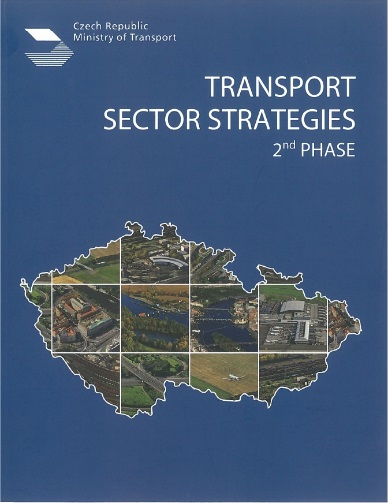 Czech Republic
Ministry of Transport
TRANSPORT
SECTOR STRATEGIES
2nd PHASE